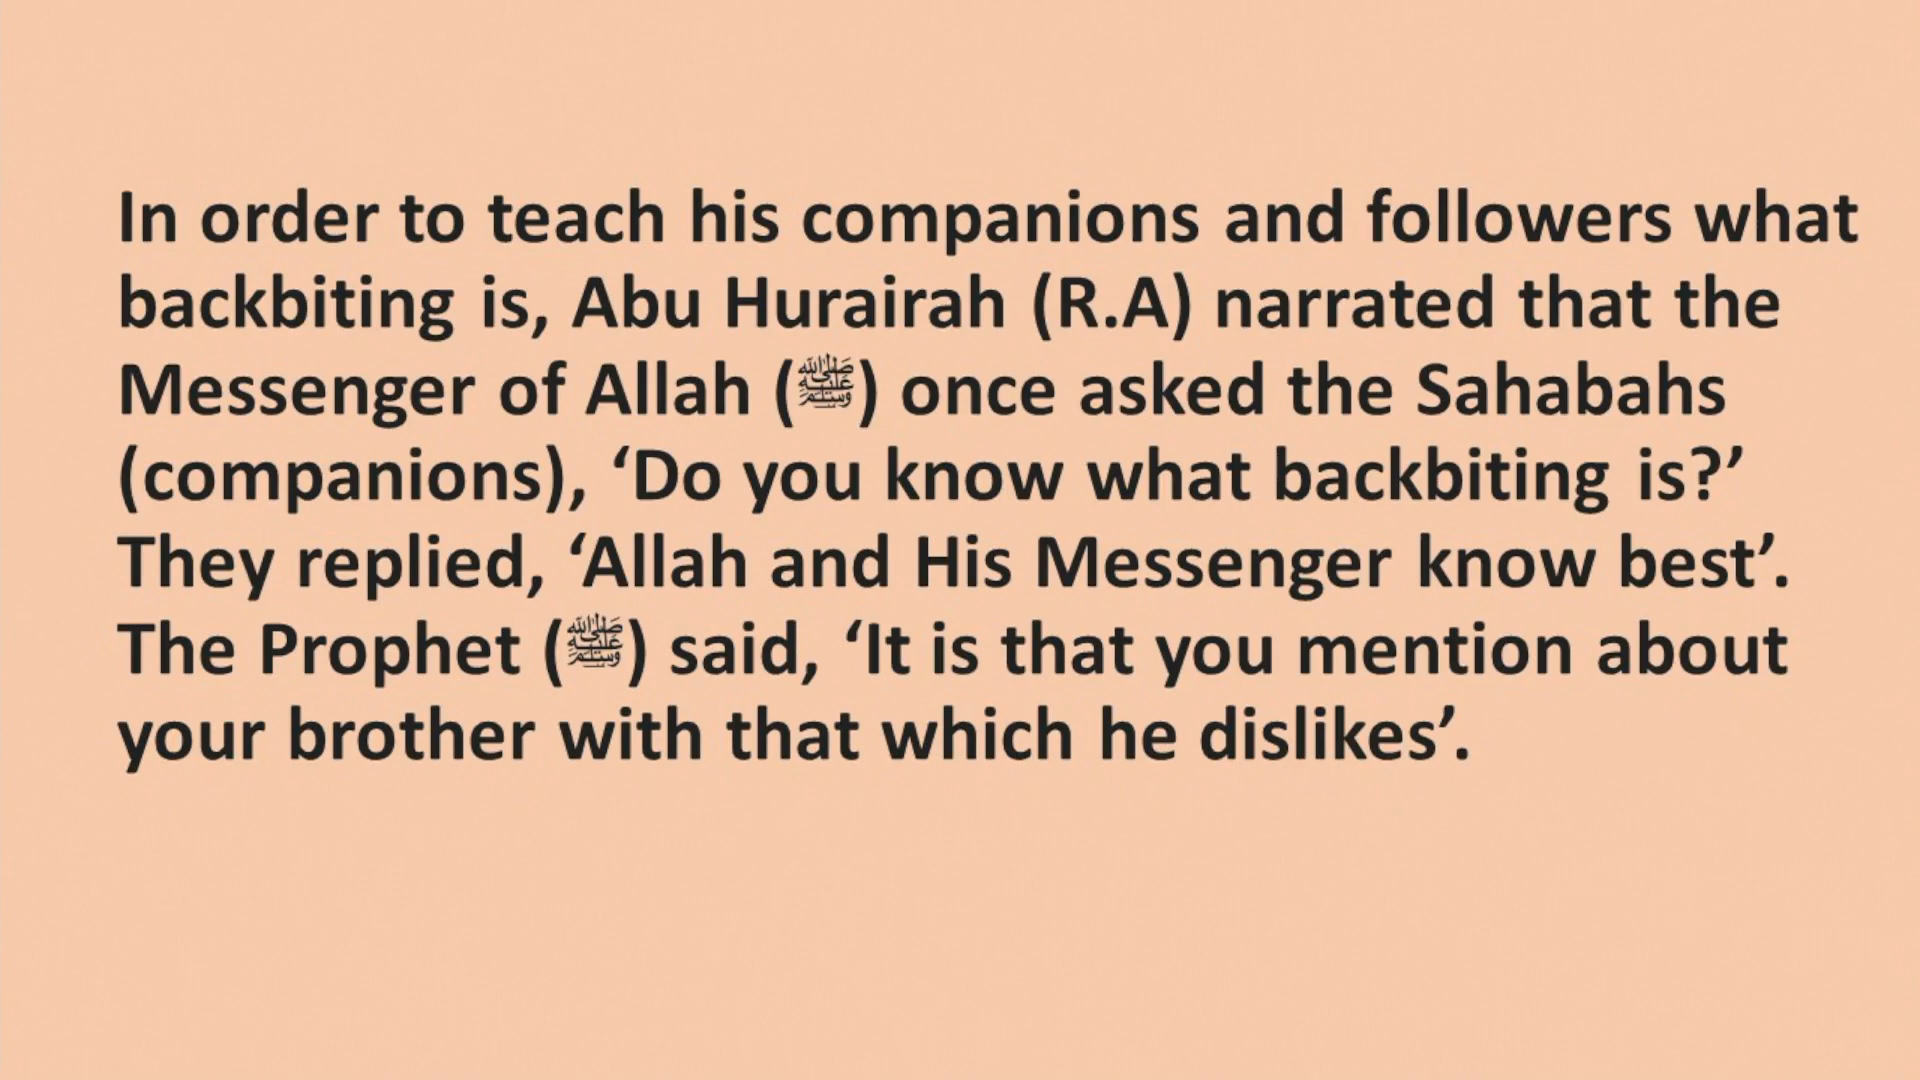 In order to teach his companions and followers what
backbiting is, Abu Hurairah (R.A) narrated that the
Messenger of Allah (ﷺ) once asked the Sahabahs
(companions), ‘Do you know what backbiting is?’
They replied, ‘Allah and His Messenger know best’.
The Prophet (ﷺ) said, ‘It is that you mention about
your brother with that which he dislikes’.